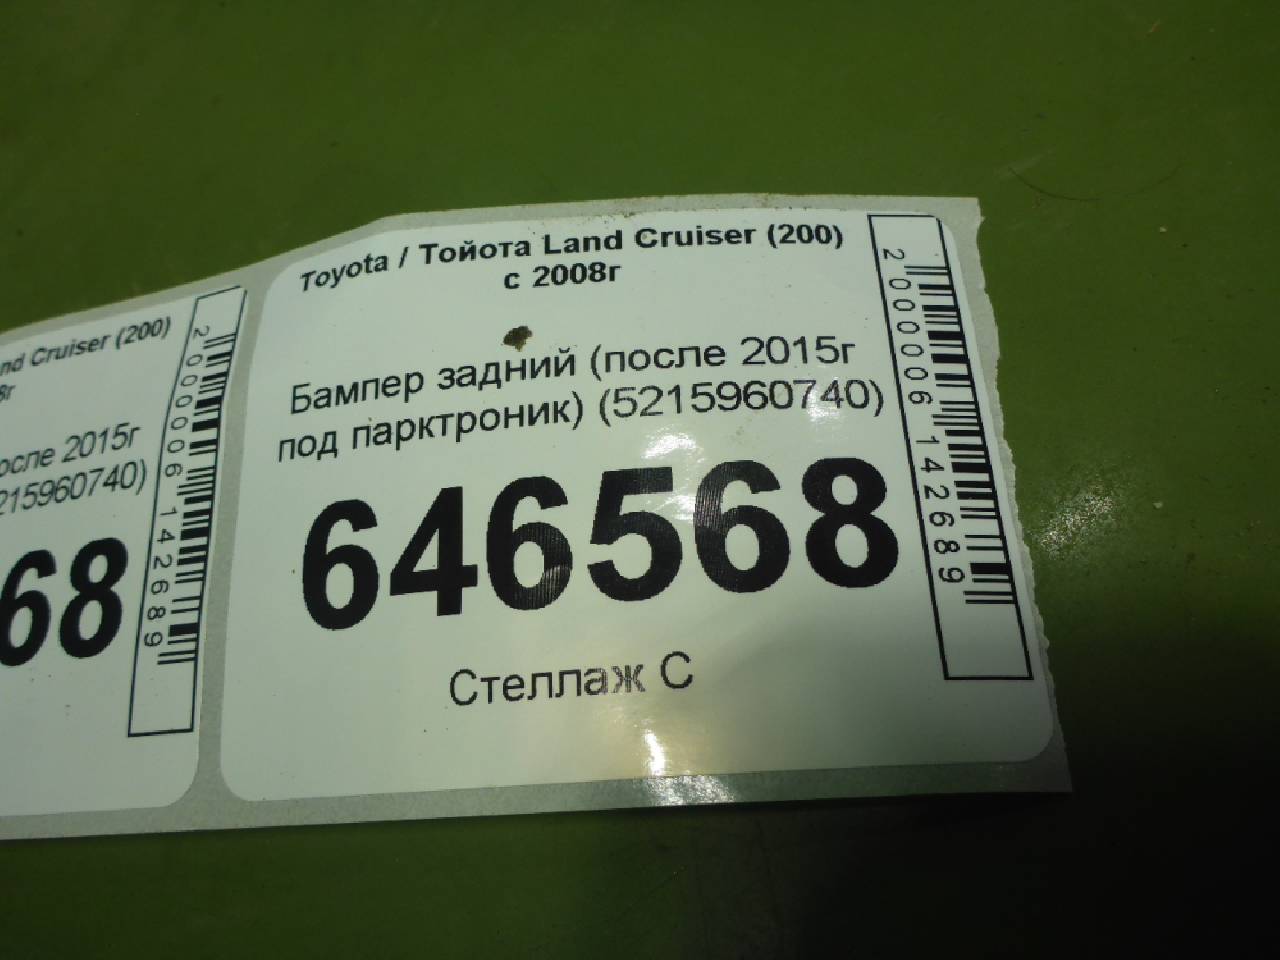 Toyota / Тойота Land Cruiser (200)
с 2008г
Бампер задний (после 2015г
под парктроник) (5215960740)
646568
Стеллаж С
2000006142689
nd Cruiser (200)
8г
осле 2015г
215960740)
68
2000006142689